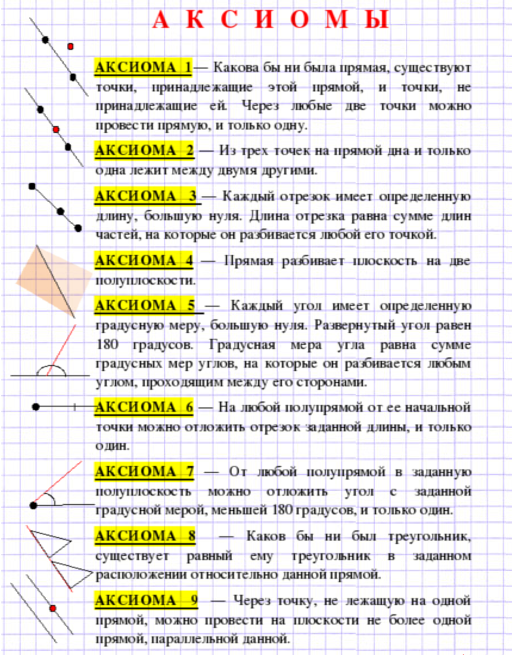 А К С И О М Ы
АКСИОМА 1 — Какова бы ни была прямая, существуют
точки, принадлежащие этой прямой, и точки, не
принадлежащие ей. Через любые две точки можно
провести прямую, и только одну.
АКСИОМА 2 — Из трех точек на прямой дна и только
одна лежит между двумя другими.
АКСИОМА 3 — Каждый отрезок имеет определенную
длину, большую нуля. Длина отрезка равна сумме длин
частей, на которые он разбивается любой его точкой.
АКСИОМА 4 — Прямая разбивает плоскость на две
полуплоскости.
АКСИОМА 5 — Каждый угол имеет определенную
градусную меру, большую нуля. Развернутый угол равен
180 градусов. Градусная мера угла равна сумме
градусных мер углов, на которые он разбивается любым
углом, проходящим между его сторонами.
АКСИОМА 6 — На любой полупрямой от ее начальной
точки можно отложить отрезок заданной длины, и только
один.
АКСИОМА 7 — От любой полупрямой в заданную
полуплоскость можно отложить угол с заданной
градусной мерой, меньшей 180 градусов, и только один.
АКСИОМА 8 — Каков бы ни был треугольник,
существует равный ему треугольник в заданном
расположении относительно данной прямой.
АКСИОМА 9 — Через точку, не лежащую на одной
прямой, можно провести на плоскости не более одной
прямой, параллельной данной.